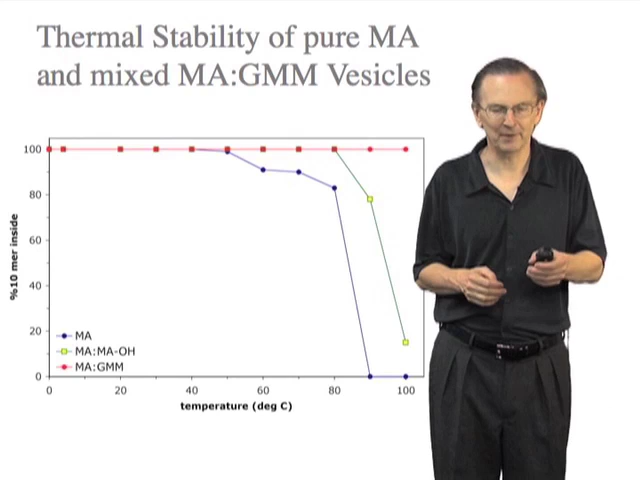 Thermal Stability of pure MA
and mixed MA:GMM Vesicles
100
80
60
40
20
0
%10 mer inside
MA
MA:MA-OH
MA:GMM
0 20 40 60 80 100
temperature (deg C)